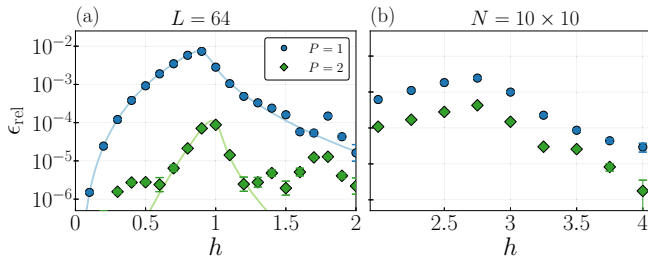 (a) L = 64
(b) N = 10 × 10
ϵrel
10⁻²
10⁻³
10⁻⁴
10⁻⁵
10⁻⁶
P = 1
P = 2
0 0.5 1 1.5 2
2.5 3 3.5 4
h
h